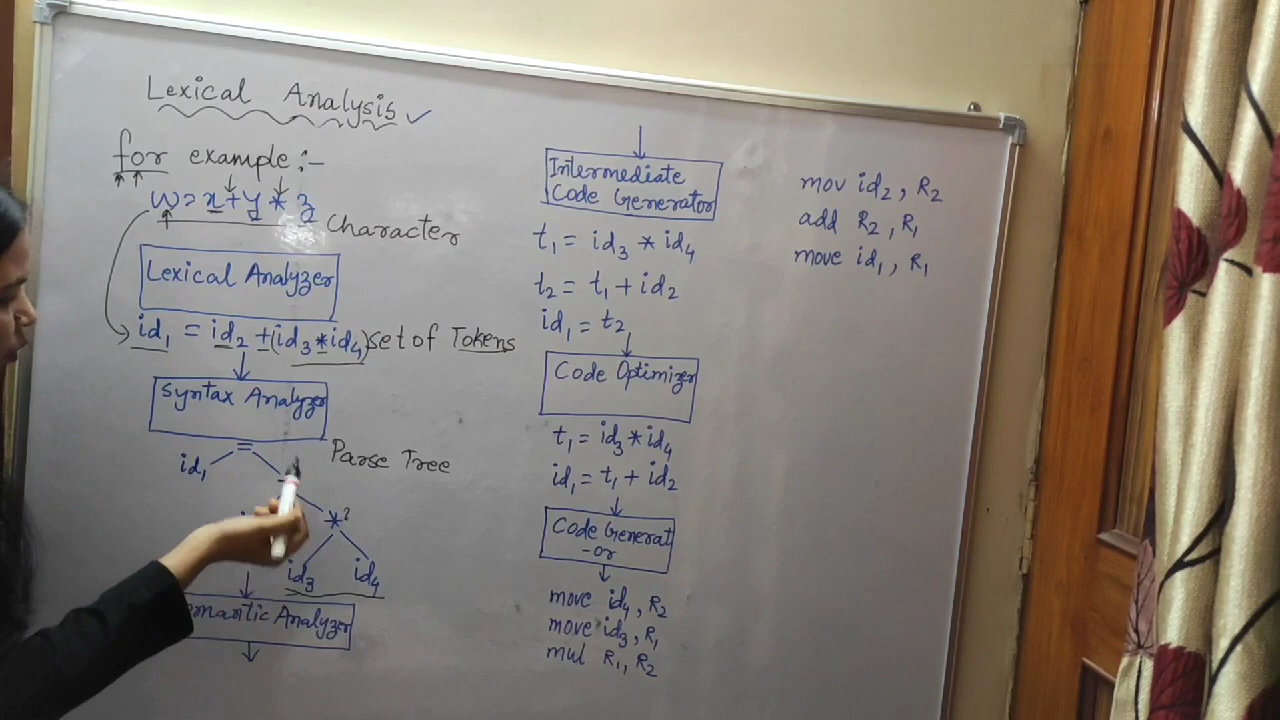 Lexical Analysis ✓
for example :-
w = x + y * z
Character
Lexical Analyzer
id₁ = id₂ + (id₃ * id₄) set of Tokens
Syntax Analyzer
=
Parse Tree
id₁
*
id₃ id₄
mantic Analyzer
Intermediate
Code Generator
t₁ = id₃ * id₄
t₂ = t₁ + id₂
id₁ = t₂
Code Optimizer
t₁ = id₃ * id₄
id₁ = t₁ + id₂
Code Generat
-or
move id₄, R₂
move id₃, R₁
mul R₁, R₂
mov id₂, R₂
add R₂, R₁
move id₁, R₁